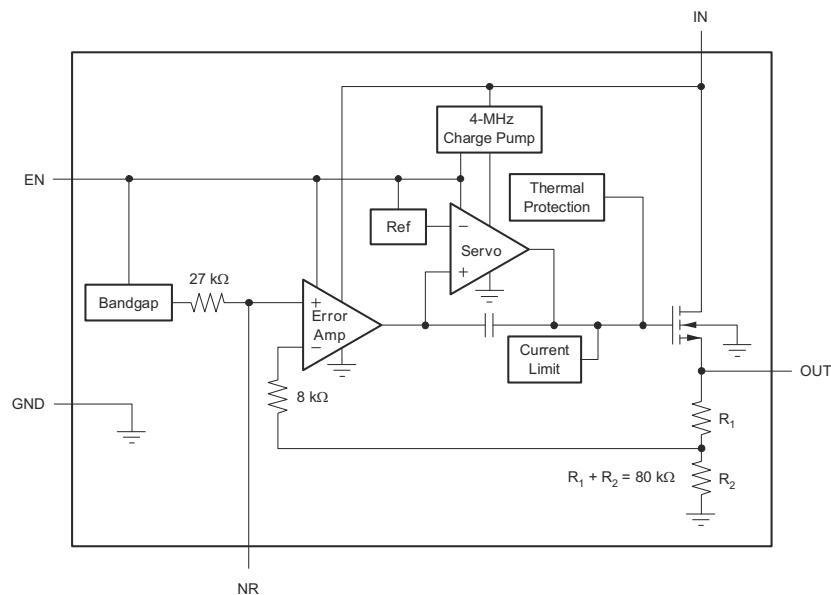 IN
4-MHz
Charge Pump
EN
Thermal
Protection
Ref
−
Servo
+
27 kΩ
Bandgap
+
Error
Amp
−
Current
Limit
OUT
8 kΩ
GND
R1
R1 + R2 = 80 kΩ
R2
NR